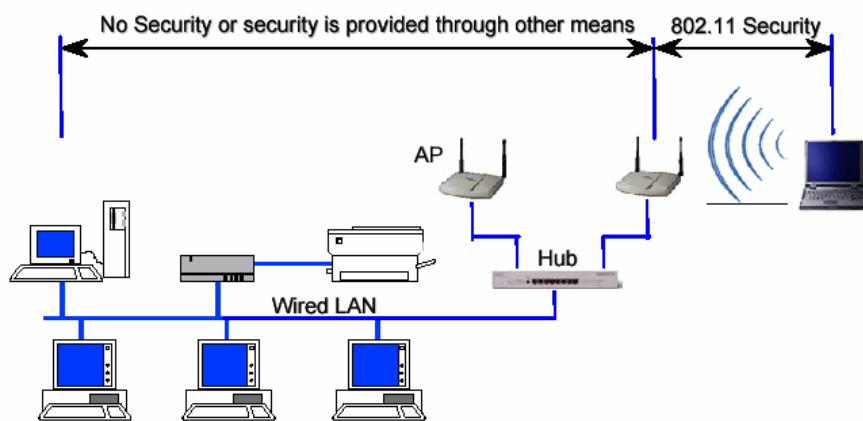 No Security or security is provided through other means
802.11 Security
AP
Hub
Wired LAN